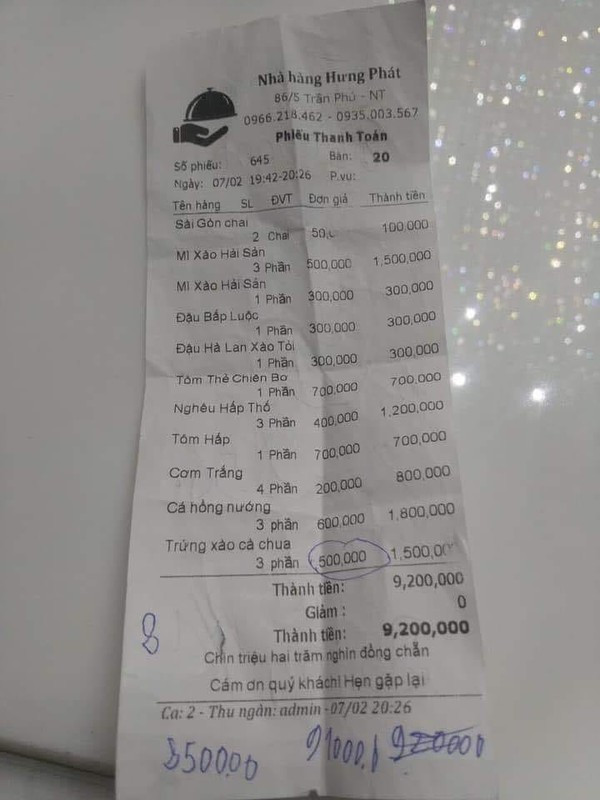 Nhà hàng Hưng Phát
86/5 Trần Phú - NT
0966.218.462 - 0935.003.567
Phiếu Thanh Toán
Số phiếu: 645 Bàn: 20
Ngày: 07/02 19:42-20:26 P.vu:
Tên hàng SL ĐVT Đơn giá Thành tiền
Sài Gòn chai
2 Chai 50, 100,000
Mì Xào Hải Sản
3 Phần 500,000 1,500,000
Mì Xào Hải Sản
1 Phần 300,000 300,000
Đậu Bắp Luộc
1 Phần 300,000 300,000
Đậu Hà Lan Xào Tỏi
1 Phần 300,000 300,000
Tôm Thẻ Chiên Bơ
1 Phần 700,000 700,000
Nghêu Hấp Thố
3 Phần 400,000 1,200,000
Tôm Hấp
1 Phần 700,000 700,000
Cơm Trắng
4 Phần 200,000 800,000
Cá hồng nướng
3 phần 600,000 1,800,000
Trứng xào cà chua
3 phần 500,000 1,500,00
Thành tiền: 9,200,000
Giảm : 0
Thành tiền: 9,200,000
Chín triệu hai trăm nghìn đồng chẵn
Cám ơn quý khách! Hẹn gặp lại
Ca: 2 - Thu ngân: admin -07/02 20:26